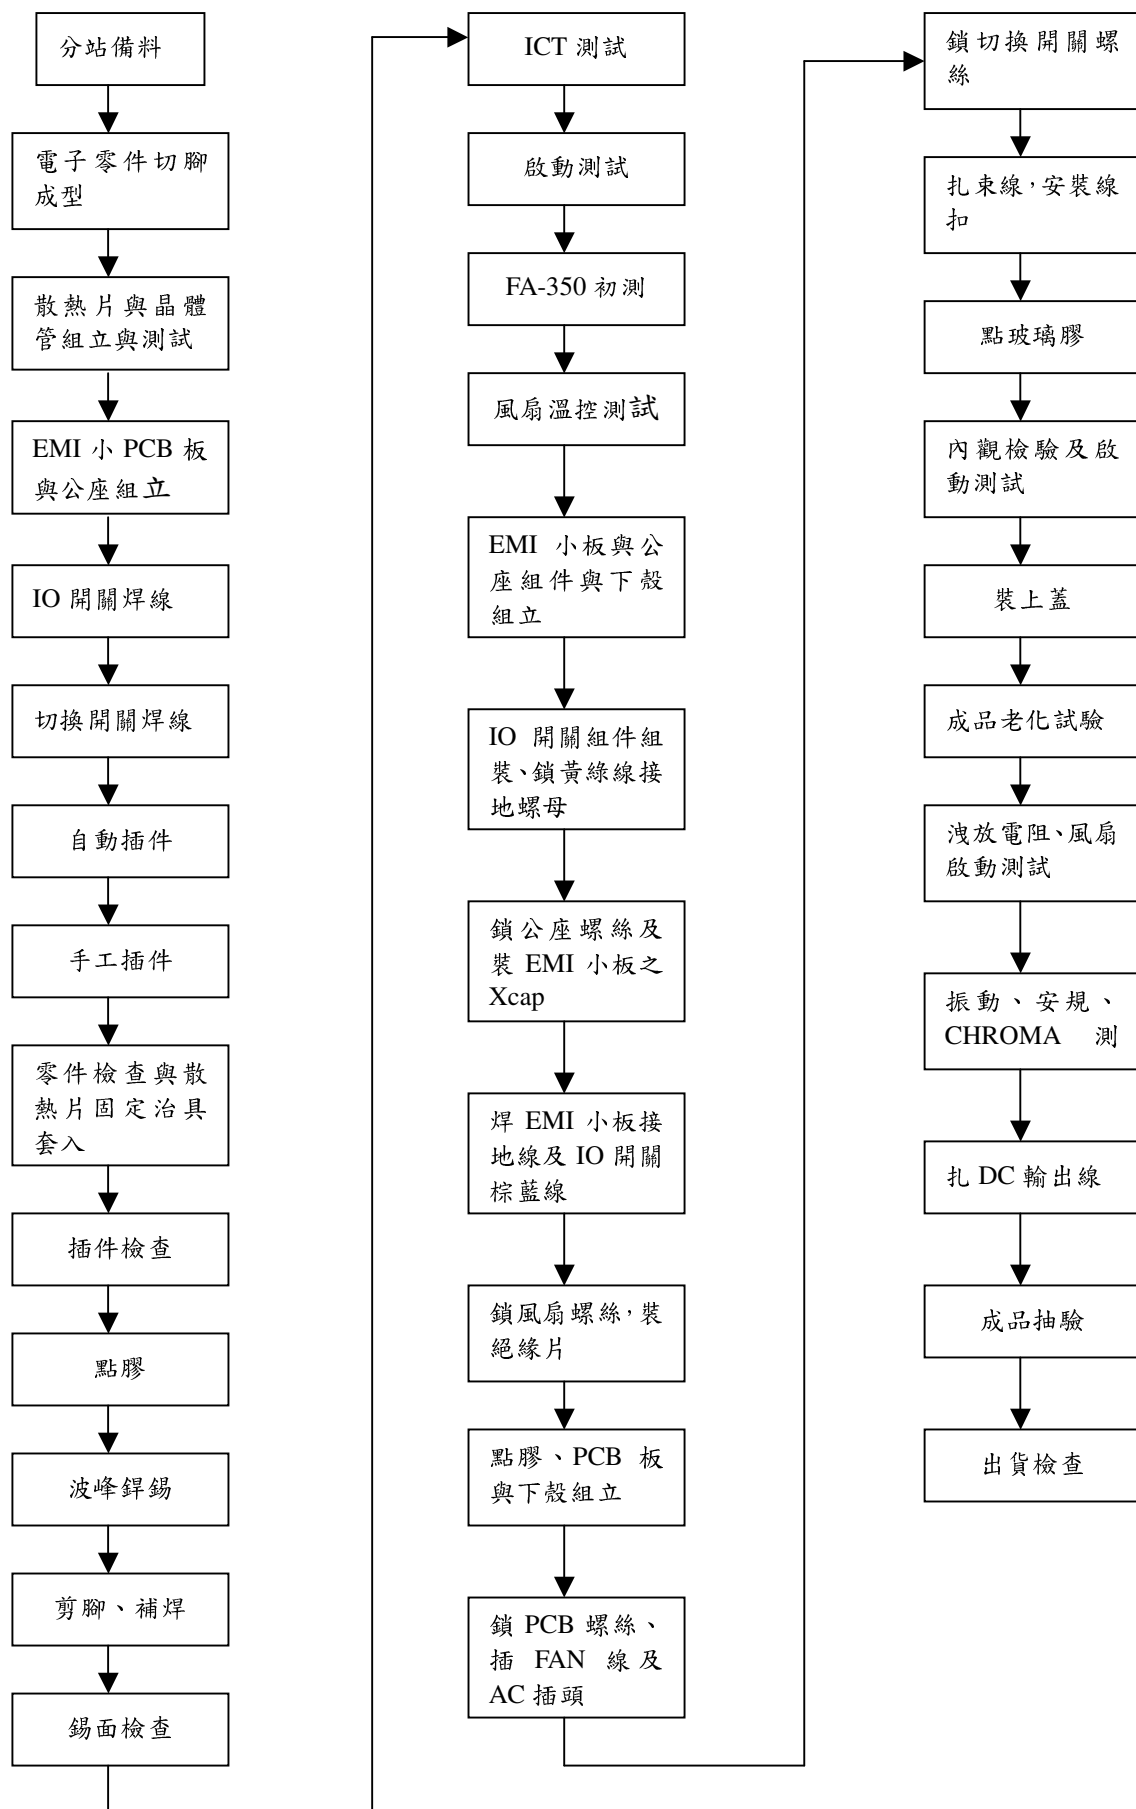 分站備料
電子零件切腳
成型
散熱片與晶體
管組立與測試
EMI 小 PCB 板
與公座組立
IO 開關焊線
切換開關焊線
自動插件
手工插件
零件檢查與散
熱片固定治具
套入
插件檢查
點膠
波峰銲錫
剪腳、補焊
錫面檢查
ICT 測試
啟動測試
FA-350 初測
風扇溫控測試
EMI 小板與公
座組件與下殼
組立
IO 開關組件組
裝、鎖黃綠線接
地螺母
鎖公座螺絲及
裝 EMI 小板之
Xcap
焊 EMI 小板接
地線及 IO 開關
棕藍線
鎖風扇螺絲，裝
絕緣片
點膠、PCB 板
與下殼組立
鎖 PCB 螺絲、
插 FAN 線及
AC 插頭
鎖切換開關螺
絲
扎束線，安裝線
扣
點玻璃膠
內觀檢驗及啟
動測試
裝上蓋
成品老化試驗
洩放電阻、風扇
啟動測試
振動、安規、
CHROMA 測
扎 DC 輸出線
成品抽驗
出貨檢查